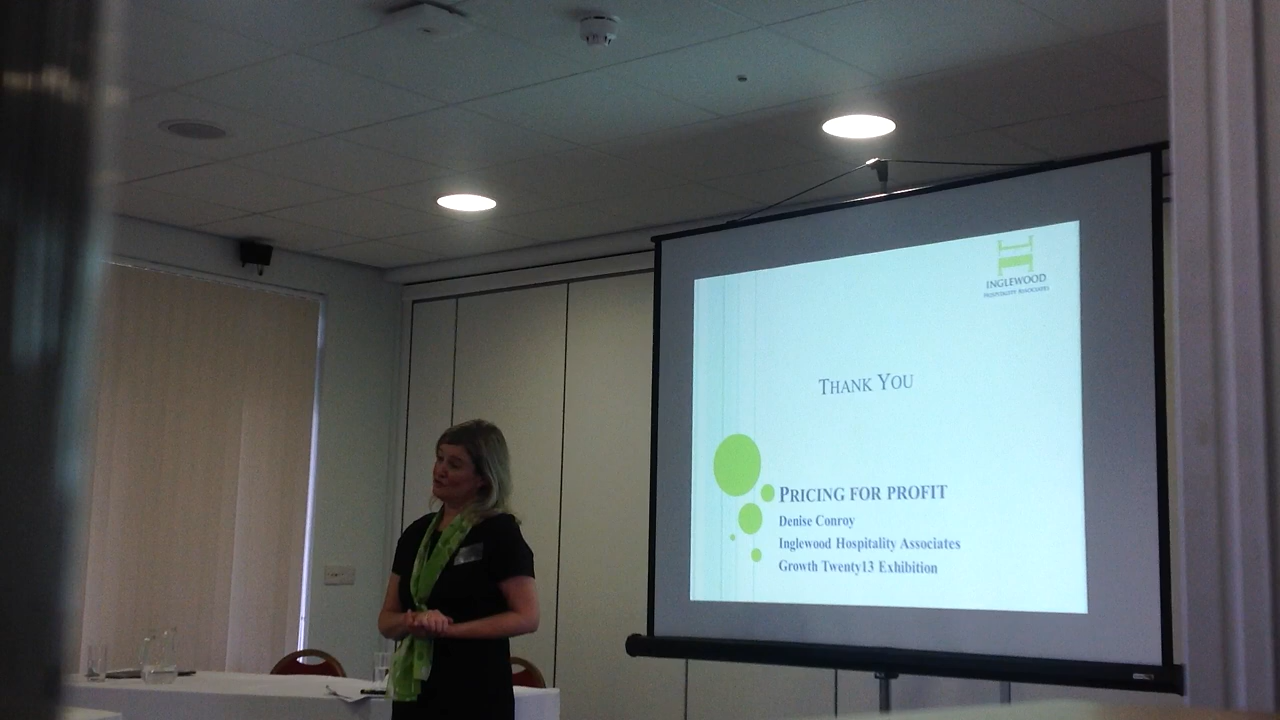 INGLEWOOD
HOSPITALITY ASSOCIATES
THANK YOU
PRICING FOR PROFIT
Denise Conroy
Inglewood Hospitality Associates
Growth Twenty13 Exhibition